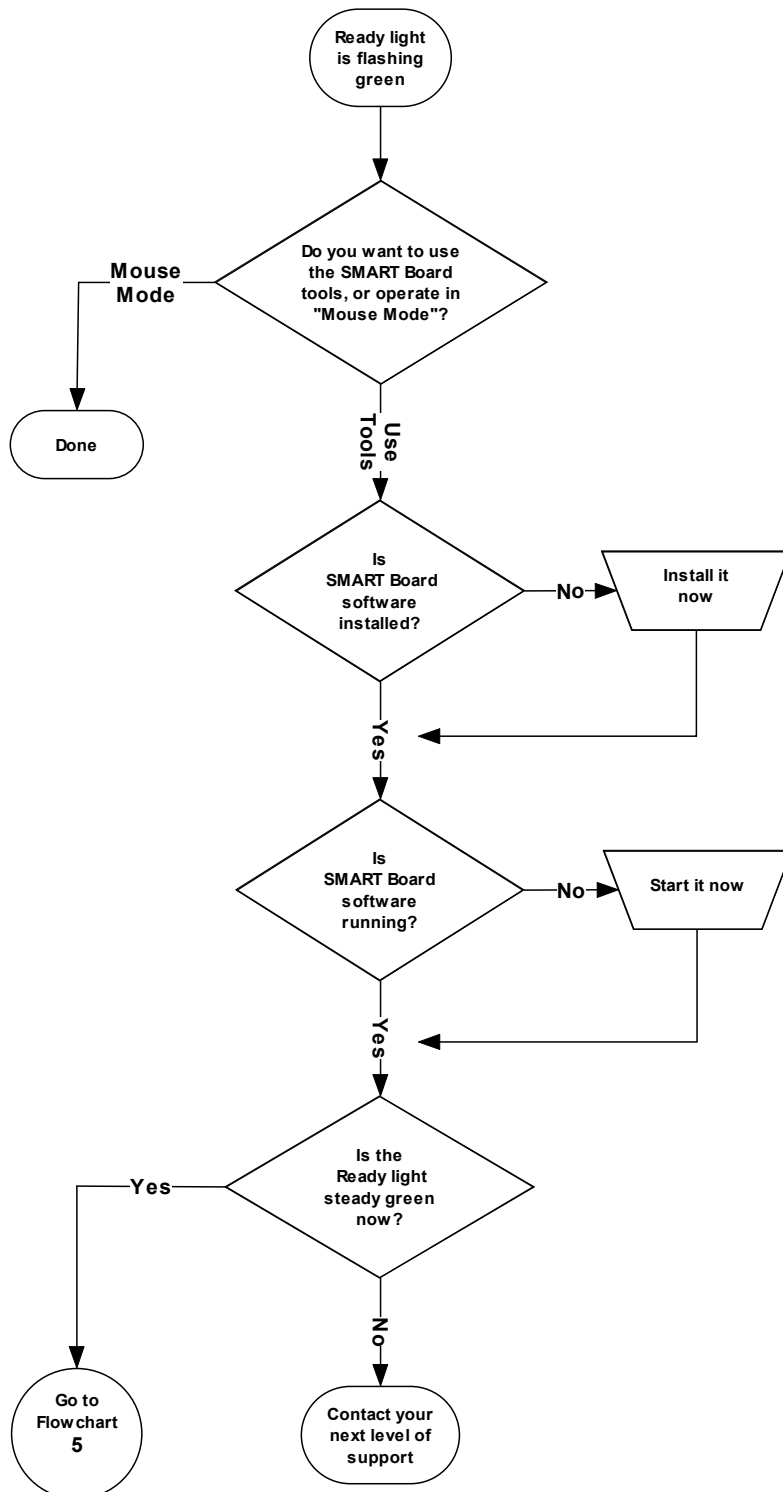 Ready light
is flashing
green
Do you want to use
the SMART Board
tools, or operate in
"Mouse Mode"?
Mouse
Mode
Done
Use
Tools
Is
SMART Board
software
installed?
No
Install it
now
Yes
Is
SMART Board
software
running?
No
Start it now
Yes
Is the
Ready light
steady green
now?
Yes
No
Go to
Flowchart
5
Contact your
next level of
support